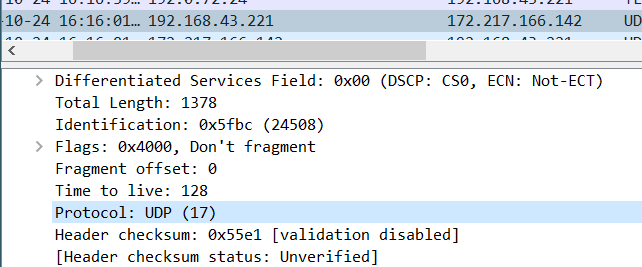 -10-24 16:16:01… 192.168.43.221 172.217.166.142 UD
Differentiated Services Field: 0x00 (DSCP: CS0, ECN: Not-ECT)
Total Length: 1378
Identification: 0x5fbc (24508)
Flags: 0x4000, Don't fragment
Fragment offset: 0
Time to live: 128
Protocol: UDP (17)
Header checksum: 0x55e1 [validation disabled]
[Header checksum status: Unverified]